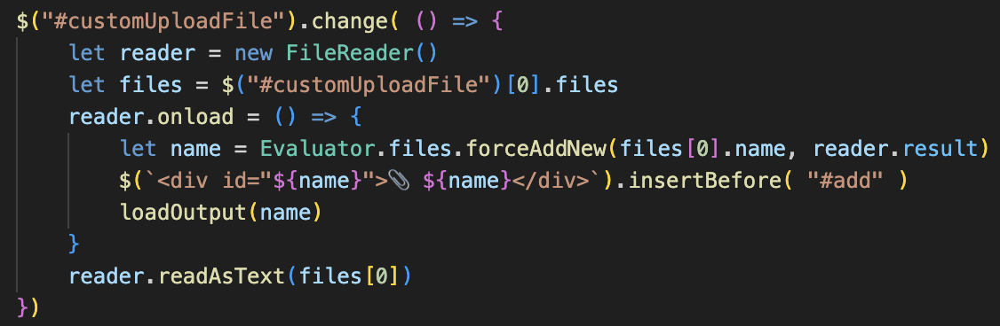 $("#customUploadFile").change( () => {
    let reader = new FileReader()
    let files = $("#customUploadFile")[0].files
    reader.onload = () => {
        let name = Evaluator.files.forceAddNew(files[0].name, reader.result)
        $(`<div id="${name}">📎 ${name}</div>`).insertBefore( "#add" )
        loadOutput(name)
    }
    reader.readAsText(files[0])
})